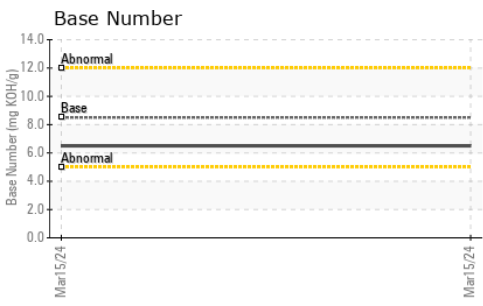 Base Number
14.0
12.0
10.0
8.0
6.0
4.0
2.0
0.0
Base Number (mg KOH/g)
Abnormal
Base
Abnormal
Mar15/24
Mar15/24